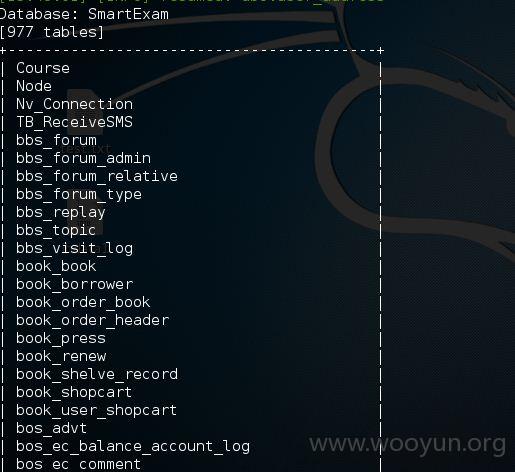 Database: SmartExam
[977 tables]
+-----------------------------------------+
| Course |
| Node |
| Nv_Connection |
| TB_ReceiveSMS |
| bbs_forum |
| bbs_forum_admin |
| bbs_forum_relative |
| bbs_forum_type |
| bbs_replay |
| bbs_topic |
| bbs_visit_log |
| book_book |
| book_borrower |
| book_order_book |
| book_order_header |
| book_press |
| book_renew |
| book_shelve_record |
| book_shopcart |
| book_user_shopcart |
| bos_advt |
| bos_ec_balance_account_log |
| bos_ec_comment |
www.wooyun.org